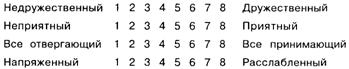 Недружественный 1 2 3 4 5 6 7 8 Дружественный
Неприятный 1 2 3 4 5 6 7 8 Приятный
Все отвергающий 1 2 3 4 5 6 7 8 Все принимающий
Напряженный 1 2 3 4 5 6 7 8 Расслабленный